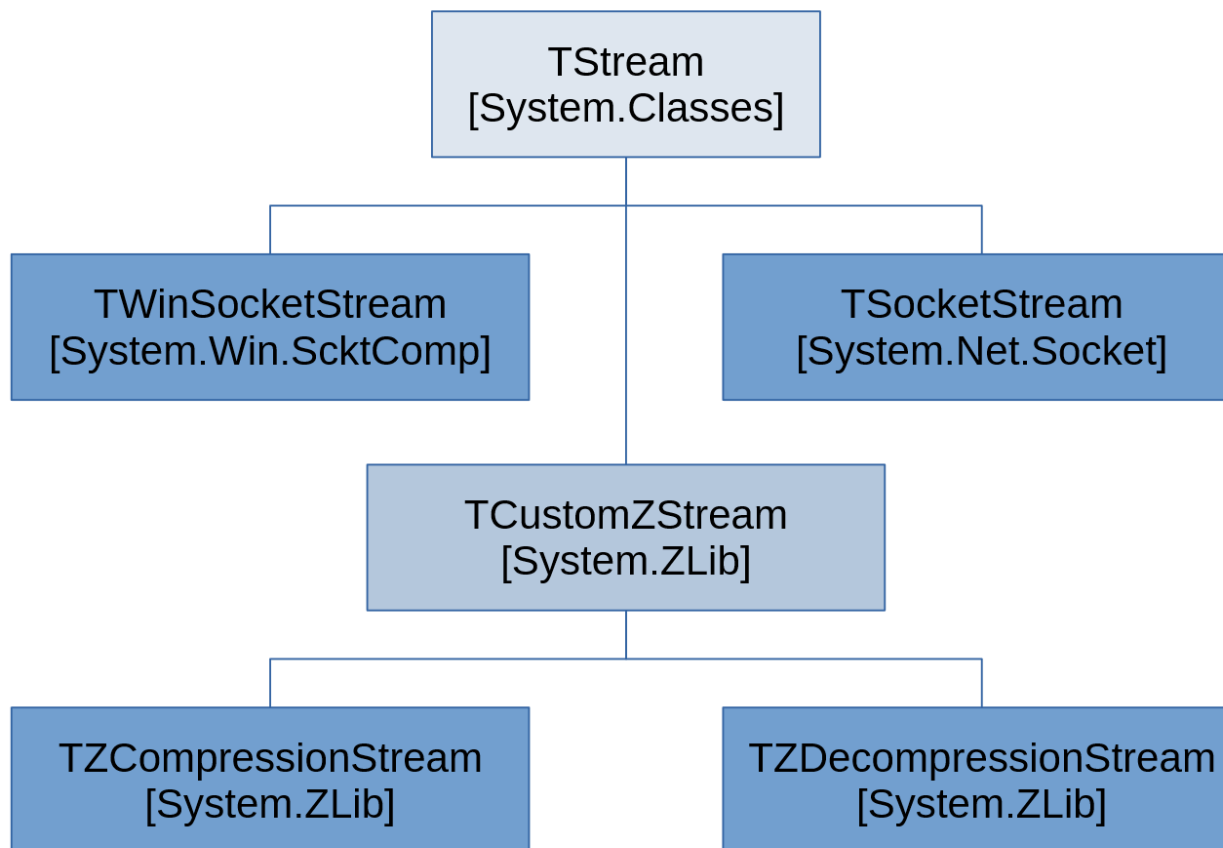 TStream
[System.Classes]
TWinSocketStream
[System.Win.ScktComp]
TSocketStream
[System.Net.Socket]
TCustomZStream
[System.ZLib]
TZCompressionStream
[System.ZLib]
TZDecompressionStream
[System.ZLib]